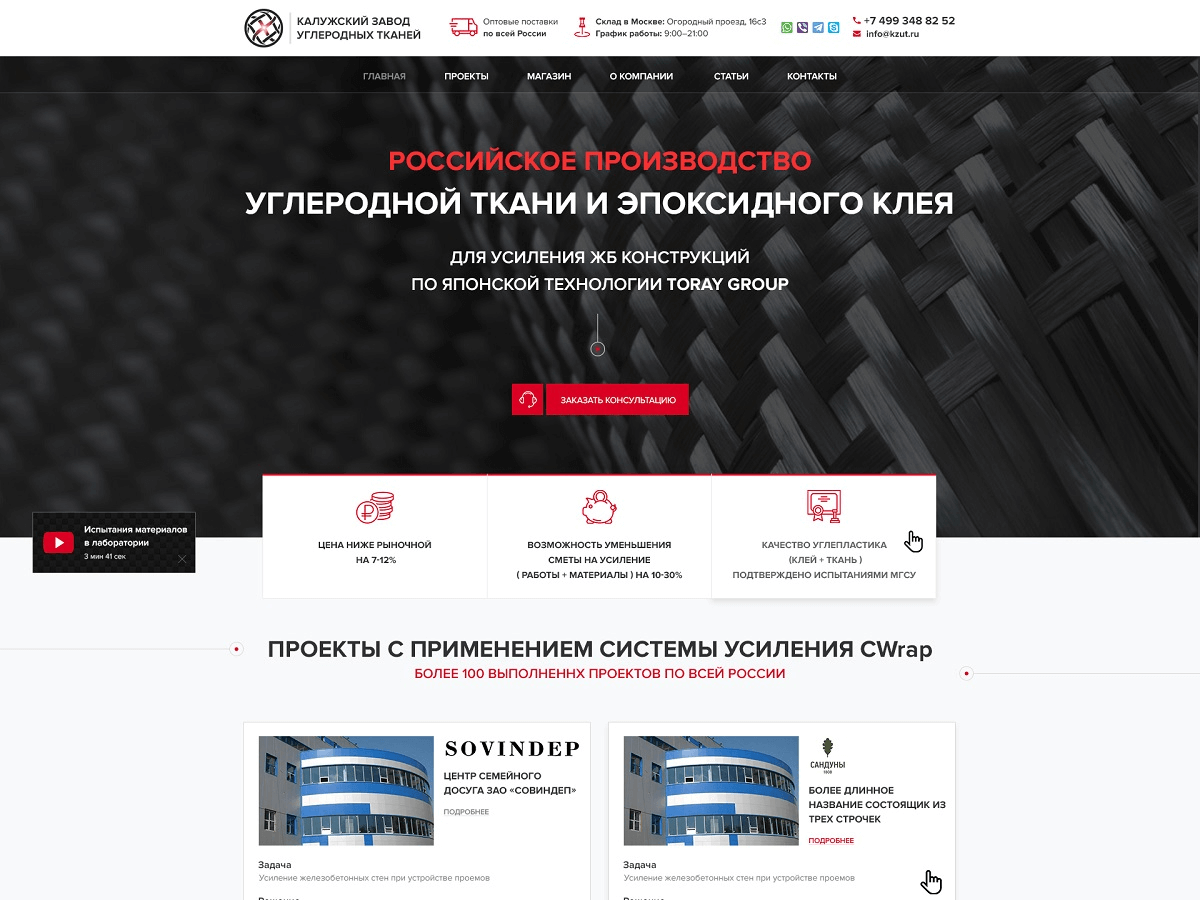 КАЛУЖСКИЙ ЗАВОД
УГЛЕРОДНЫХ ТКАНЕЙ
Оптовые поставки
по всей России
Склад в Москве: Огородный проезд, 16с3
График работы: 9:00–21:00
+7 499 348 82 52
info@kzut.ru
ГЛАВНАЯ
ПРОЕКТЫ
МАГАЗИН
О КОМПАНИИ
СТАТЬИ
КОНТАКТЫ
РОССИЙСКОЕ ПРОИЗВОДСТВО
УГЛЕРОДНОЙ ТКАНИ И ЭПОКСИДНОГО КЛЕЯ
ДЛЯ УСИЛЕНИЯ ЖБ КОНСТРУКЦИЙ
ПО ЯПОНСКОЙ ТЕХНОЛОГИИ TORAY GROUP
ЗАКАЗАТЬ КОНСУЛЬТАЦИЮ
Испытания материалов
в лаборатории
3 мин 41 сек
ЦЕНА НИЖЕ РЫНОЧНОЙ
НА 7-12%
ВОЗМОЖНОСТЬ УМЕНЬШЕНИЯ
СМЕТЫ НА УСИЛЕНИЕ
( РАБОТЫ + МАТЕРИАЛЫ ) НА 10-30%
КАЧЕСТВО УГЛЕПЛАСТИКА
(КЛЕЙ + ТКАНЬ )
ПОДТВЕРЖДЕНО ИСПЫТАНИЯМИ МГСУ
ПРОЕКТЫ С ПРИМЕНЕНИЕМ СИСТЕМЫ УСИЛЕНИЯ CWrap
БОЛЕЕ 100 ВЫПОЛНЕННХ ПРОЕКТОВ ПО ВСЕЙ РОССИИ
SOVINDEP
ЦЕНТР СЕМЕЙНОГО
ДОСУГА ЗАО «СОВИНДЕП»
ПОДРОБНЕЕ
Задача
Усиление железобетонных стен при устройстве проемов
САНДУНЫ
1808
БОЛЕЕ ДЛИННОЕ
НАЗВАНИЕ СОСТОЯЩИК ИЗ
ТРЕХ СТРОЧЕК
ПОДРОБНЕЕ
Задача
Усиление железобетонных стен при устройстве проемов